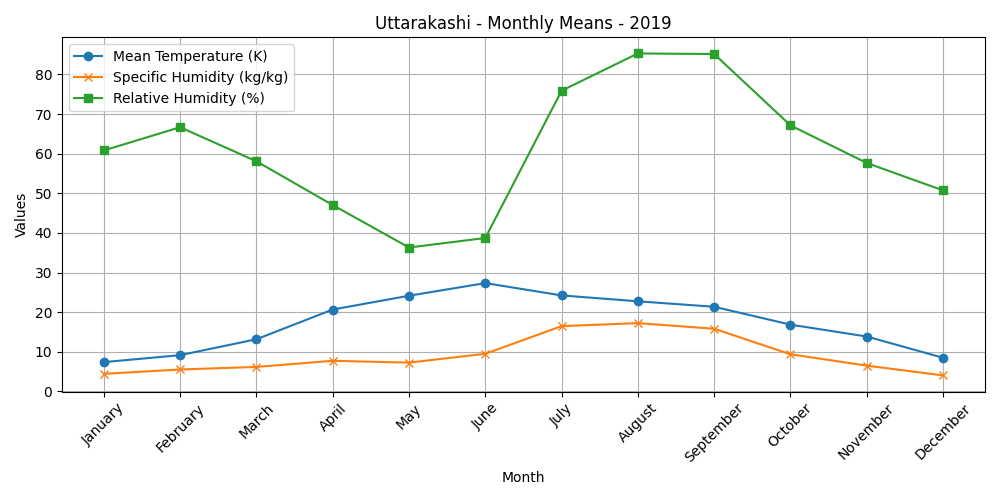 Uttarakashi - Monthly Means - 2019
Mean Temperature (K)
Specific Humidity (kg/kg)
Relative Humidity (%)
Values
80
70
60
50
40
30
20
10
0
January
February
March
April
May
June
July
August
September
October
November
December
Month